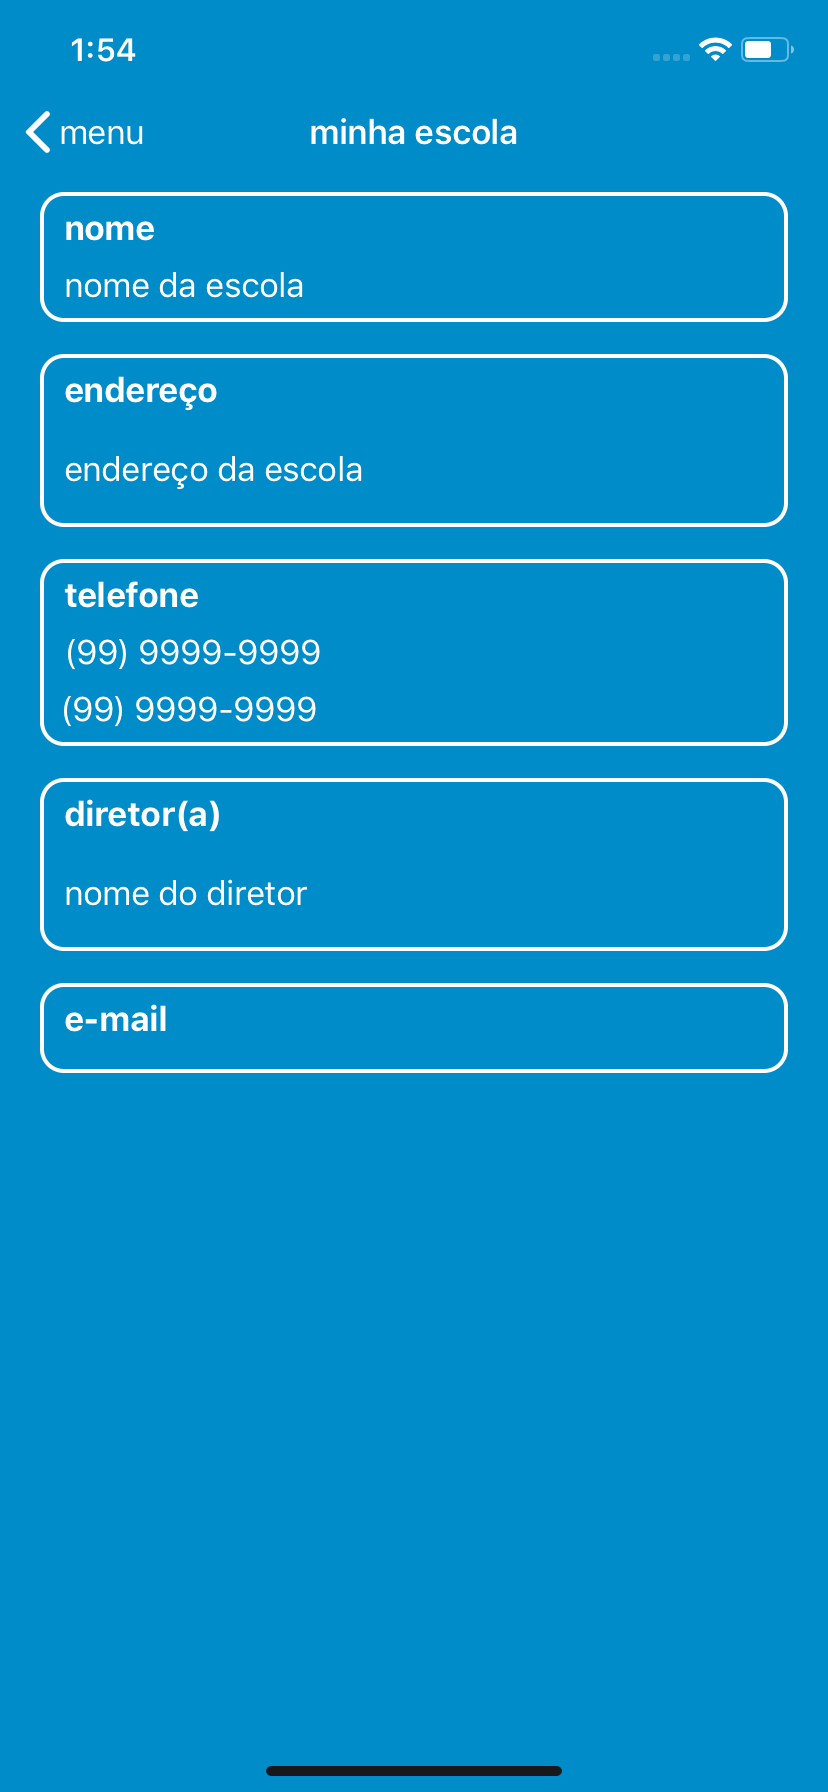 1:54
menu
minha escola
nome
nome da escola
endereço
endereço da escola
telefone
(99) 9999-9999
(99) 9999-9999
diretor(a)
nome do diretor
e-mail